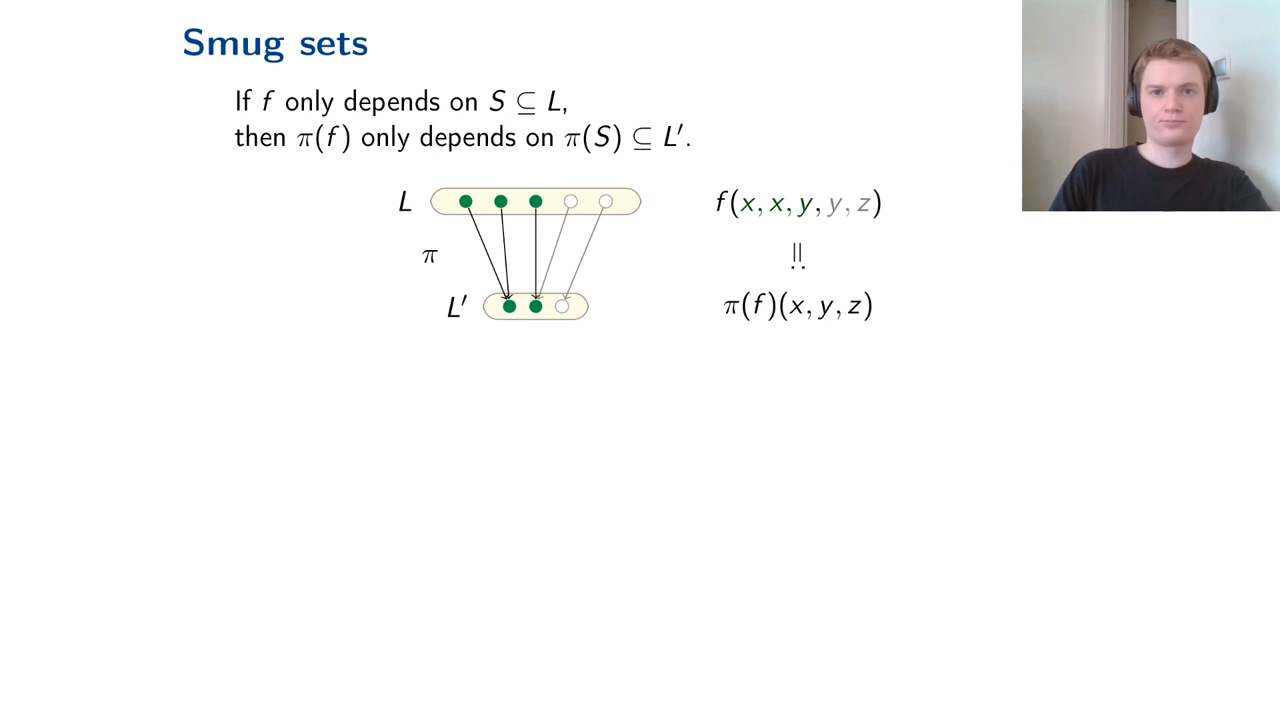 Smug sets
If f only depends on S ⊆ L,
then π(f) only depends on π(S) ⊆ L′.
L f(x, x, y, y, z)
π =:
L′ π(f)(x, y, z)